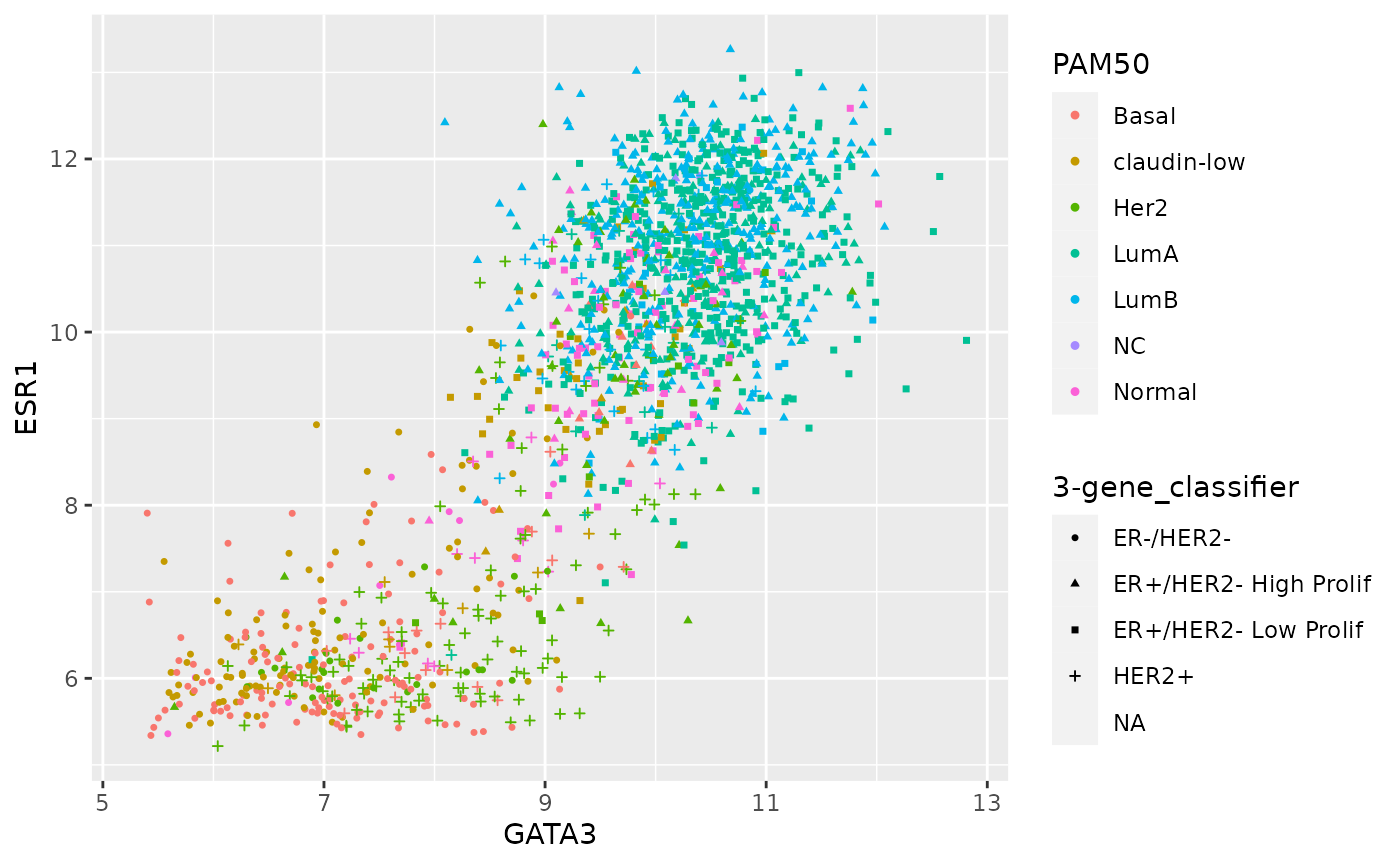 12
10
8
6
ESR1
5
7
9
11
13
GATA3
PAM50
Basal
claudin-low
Her2
LumA
LumB
NC
Normal
3-gene_classifier
ER-/HER2-
ER+/HER2- High Prolif
ER+/HER2- Low Prolif
HER2+
NA